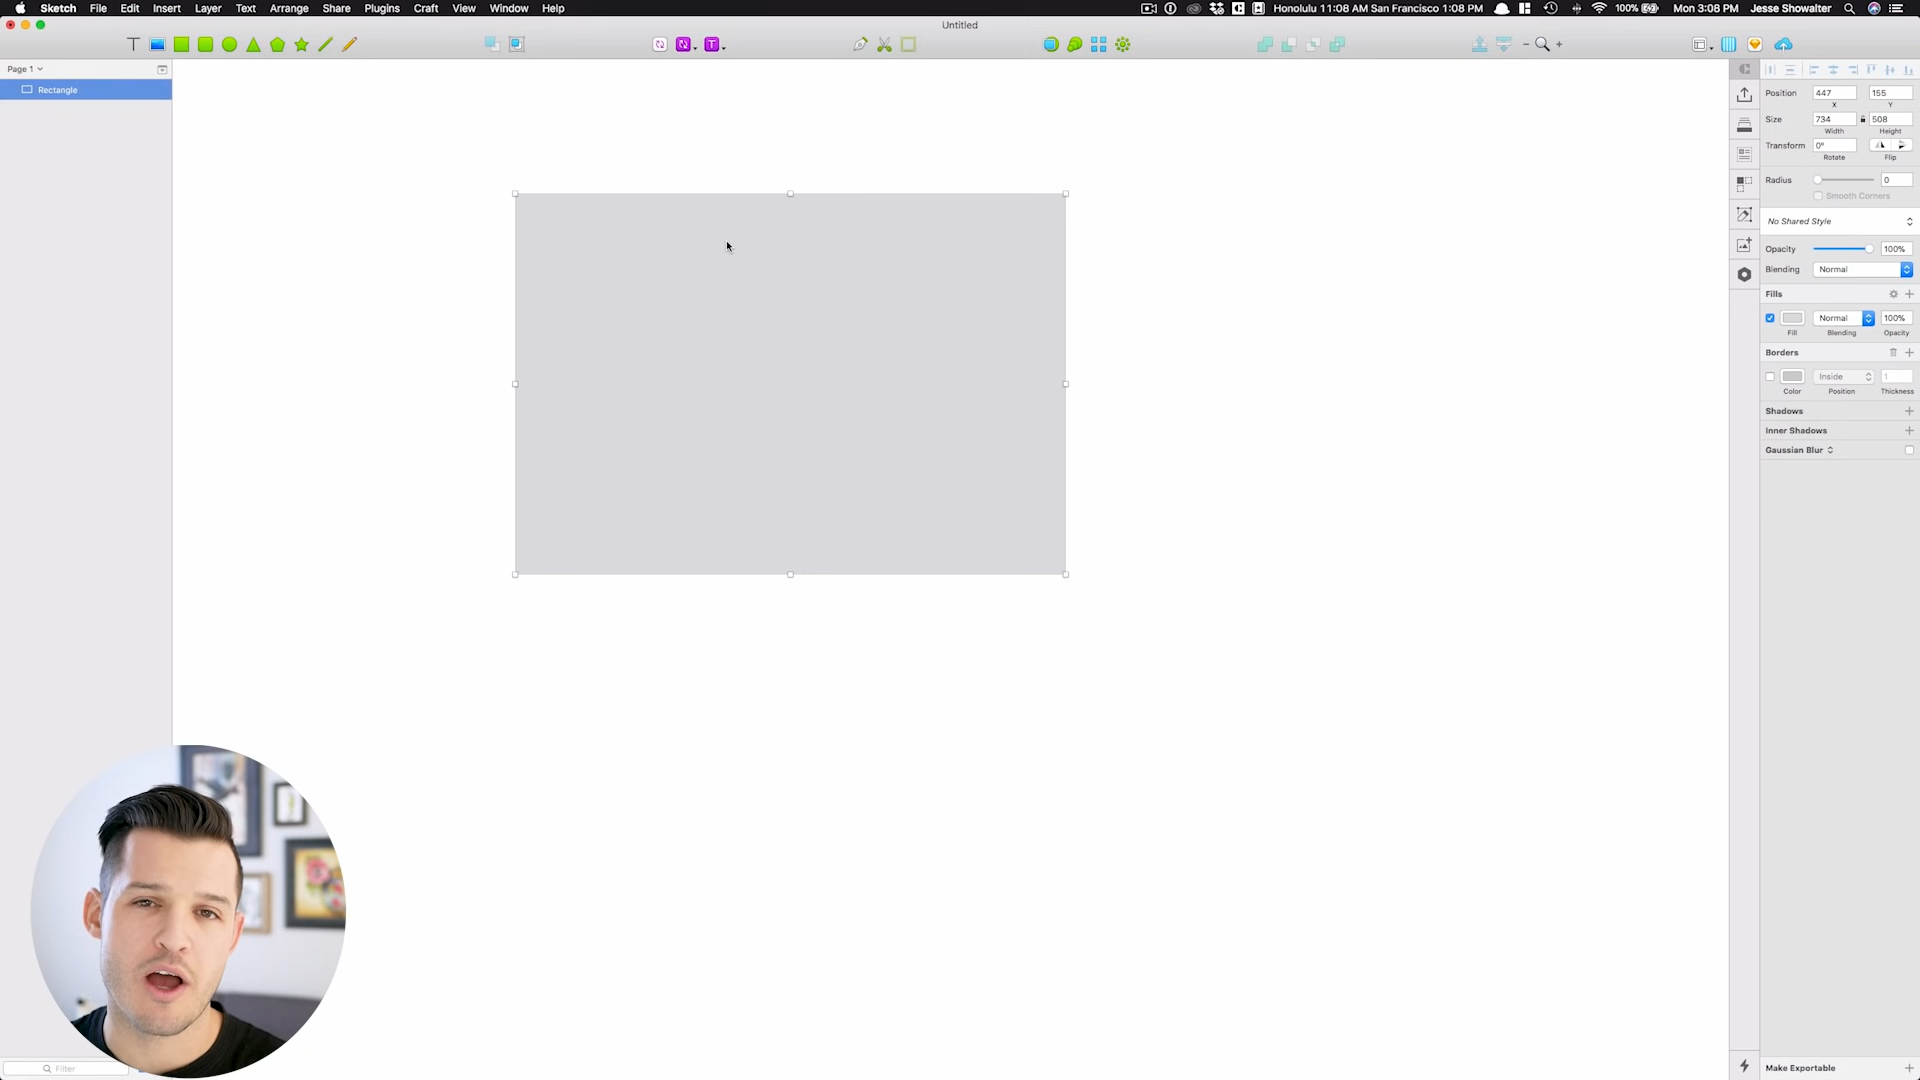 Sketch File Edit Insert Layer Text Arrange Share Plugins Craft View Window Help Honolulu 11:08 AM San Francisco 1:08 PM 100% Mon 3:08 PM Jesse Showalter
Untitled
Page 1
Rectangle
Position 447 155
X Y
Size 734 508
Width Height
Transform 0°
Rotate Flip
Radius 0
Smooth Corners
No Shared Style
Opacity 100%
Blending Normal
Fills
Normal 100%
Fill Blending Opacity
Borders
Inside 1
Color Position Thickness
Shadows
Inner Shadows
Gaussian Blur
Filter
Make Exportable